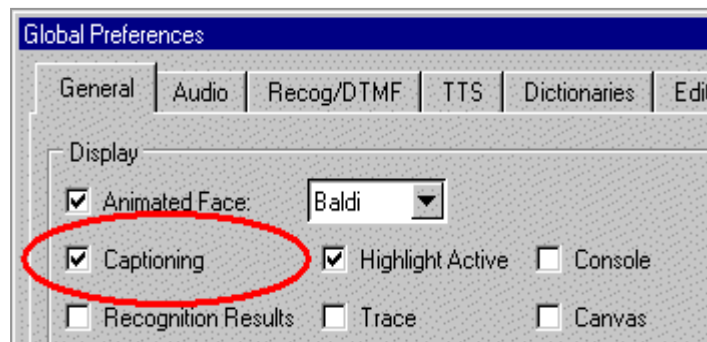 Global Preferences
General Audio Recog/DTMF TTS Dictionaries
Display
Animated Face: Baldi
Captioning Highlight Active Console
Recognition Results Trace Canvas